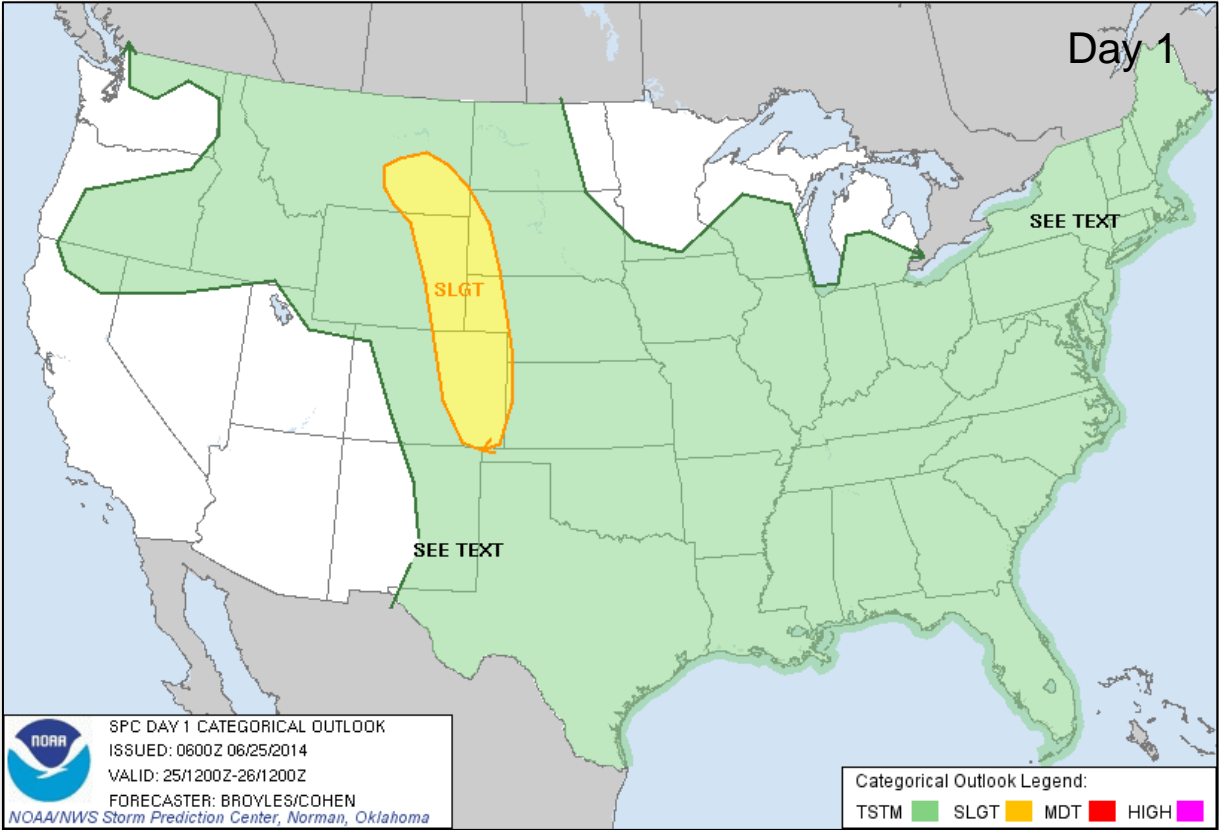 Day 1
SEE TEXT
SLGT
SEE TEXT
NOAA
SPC DAY 1 CATEGORICAL OUTLOOK
ISSUED: 0600Z 06/25/2014
VALID: 25/1200Z-26/1200Z
FORECASTER: BROYLES/COHEN
NOAA/NWS Storm Prediction Center, Norman, Oklahoma
Categorical Outlook Legend:
TSTM SLGT MDT HIGH